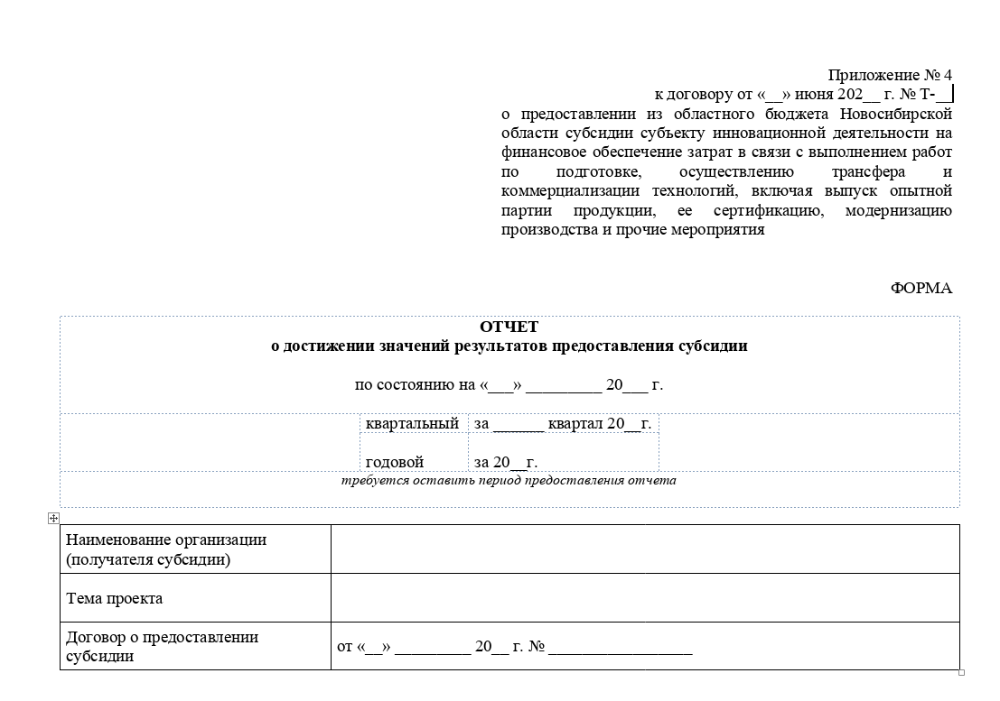 Приложение № 4
к договору от «__» июня 202__ г. № Т-__
о предоставлении из областного бюджета Новосибирской
области субсидии субъекту инновационной деятельности на
финансовое обеспечение затрат в связи с выполнением работ
по подготовке, осуществлению трансфера и
коммерциализации технологий, включая выпуск опытной
партии продукции, ее сертификацию, модернизацию
производства и прочие мероприятия
ФОРМА
ОТЧЕТ
о достижении значений результатов предоставления субсидии
по состоянию на «___» _________ 20___ г.
квартальный за ______ квартал 20__г.
годовой за 20__г.
требуется оставить период предоставления отчета
Наименование организации
(получателя субсидии)
Тема проекта
Договор о предоставлении
субсидии
от «__» _________ 20__ г. № _________________